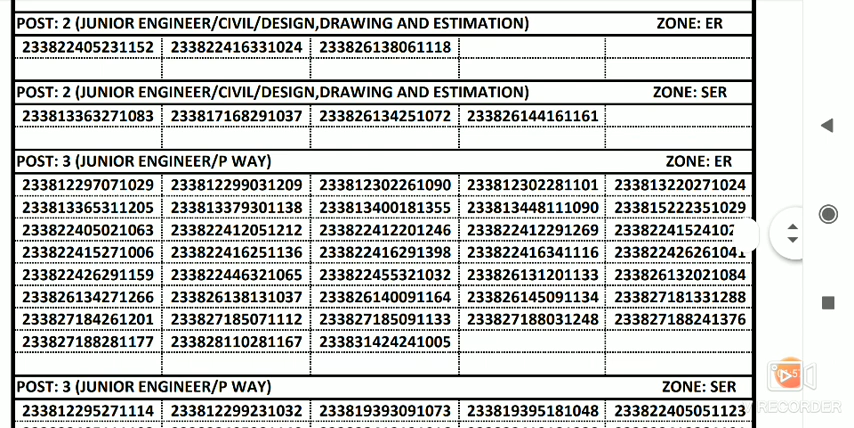 POST: 2 (JUNIOR ENGINEER/CIVIL/DESIGN,DRAWING AND ESTIMATION) ZONE: ER
233822405231152 233822416331024 233826138061118
POST: 2 (JUNIOR ENGINEER/CIVIL/DESIGN,DRAWING AND ESTIMATION) ZONE: SER
233813363271083 233817168291037 233826134251072 233826144161161
POST: 3 (JUNIOR ENGINEER/P WAY) ZONE: ER
233812297071029 233812299031209 233812302261090 233812302281101 233813220271024
233813365311205 233813379301138 233813400181355 233813448111090 233815222351029
233822405021063 233822412051212 233822412201246 233822412291269
233822415271006 233822416251136 233822416291398 233822416341116
233822426291159 233822446321065 233822455321032 233826131201133 233826132021084
233826134271266 233826138131037 233826140091164 233826145091134 233827181331288
233827184261201 233827185071112 233827185091133 233827188031248 233827188241376
233827188281177 233828110281167 233831424241005
POST: 3 (JUNIOR ENGINEER/P WAY) ZONE: SER
233812295271114 233812299231032 233819393091073 233819395181048 233822405051123
RECORDER